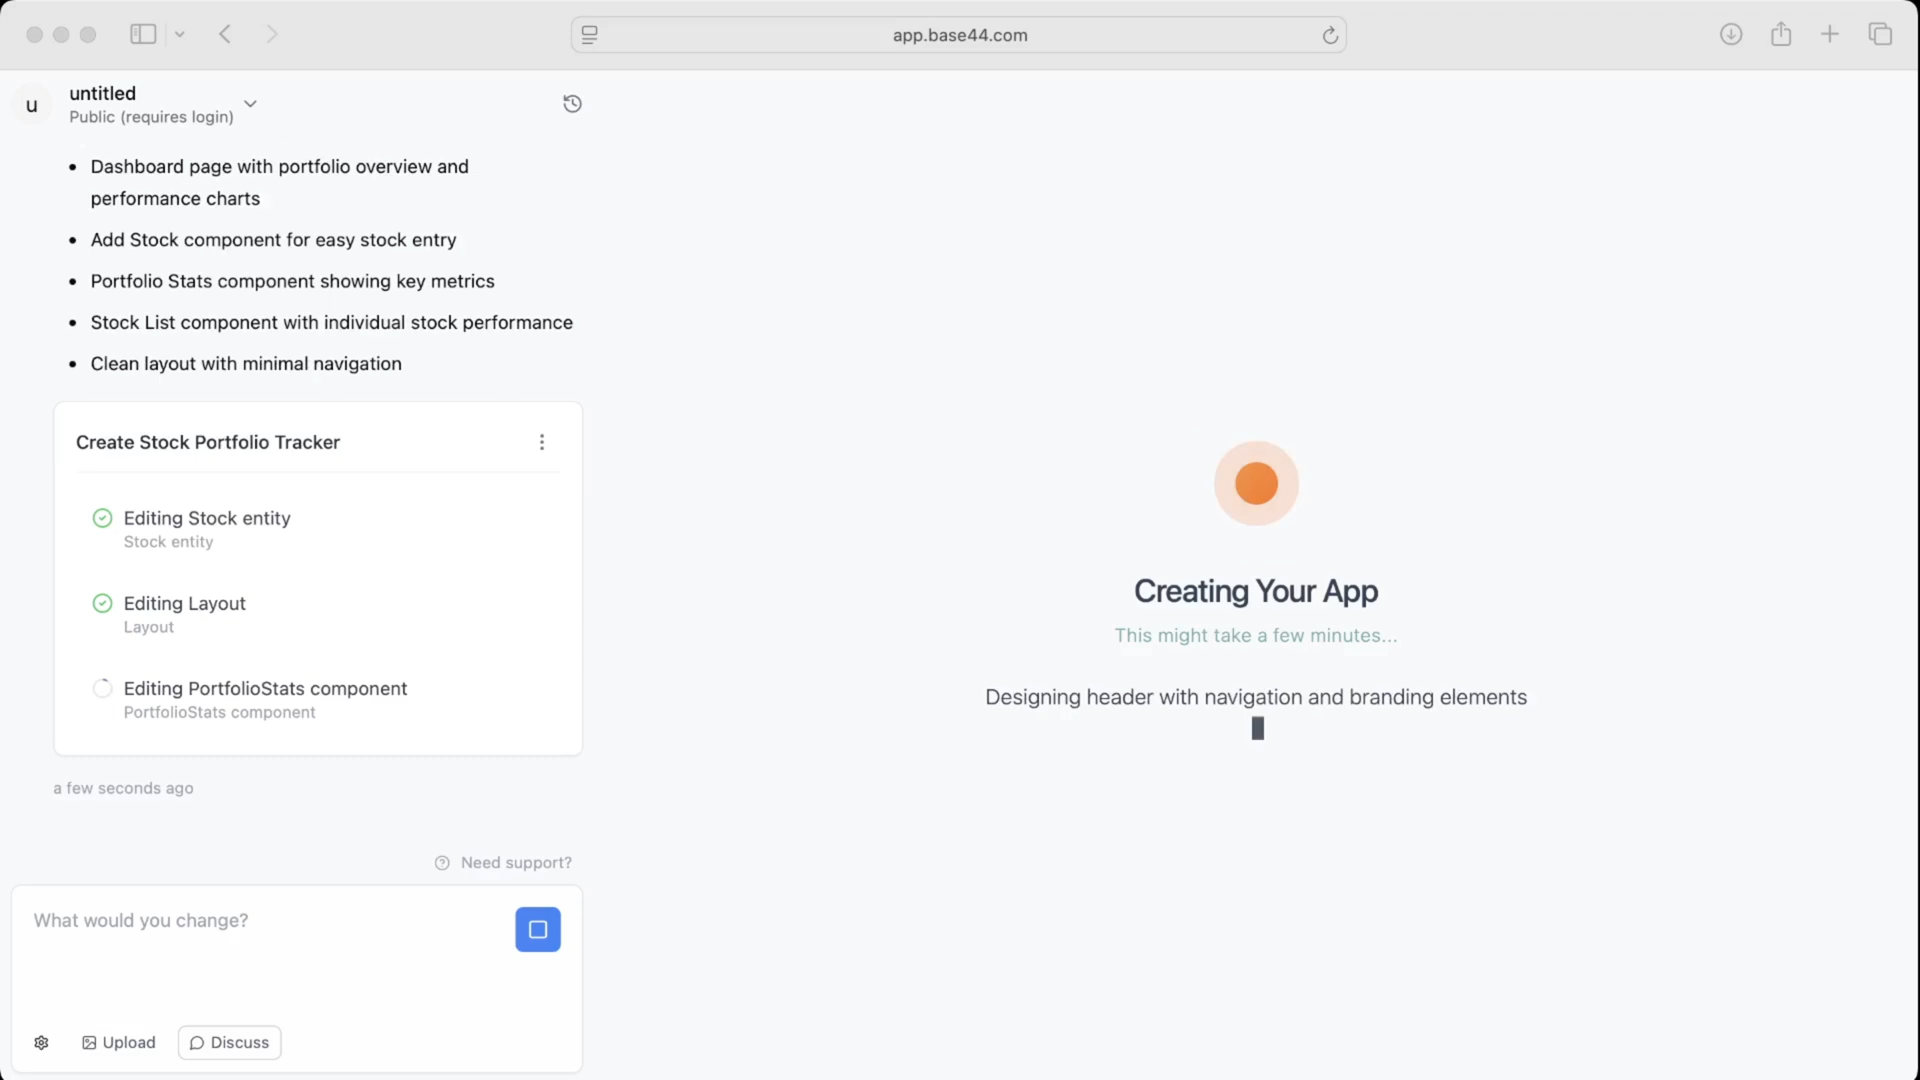 app.base44.com
u
untitled
Public (requires login)
• Dashboard page with portfolio overview and
performance charts
• Add Stock component for easy stock entry
• Portfolio Stats component showing key metrics
• Stock List component with individual stock performance
• Clean layout with minimal navigation
Create Stock Portfolio Tracker
Editing Stock entity
Stock entity
Editing Layout
Layout
Editing PortfolioStats component
PortfolioStats component
a few seconds ago
Need support?
What would you change?
Upload
Discuss
Creating Your App
This might take a few minutes...
Designing header with navigation and branding elements